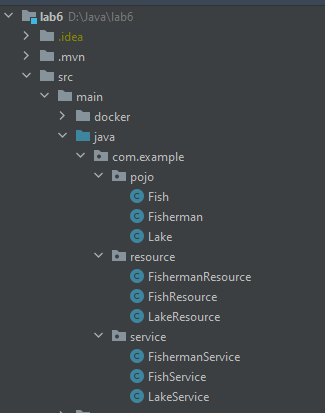 lab6 D:\Java\lab6
.idea
.mvn
src
main
docker
java
com.example
pojo
C Fish
C Fisherman
C Lake
resource
C FishermanResource
C FishResource
C LakeResource
service
C FishermanService
C FishService
C LakeService